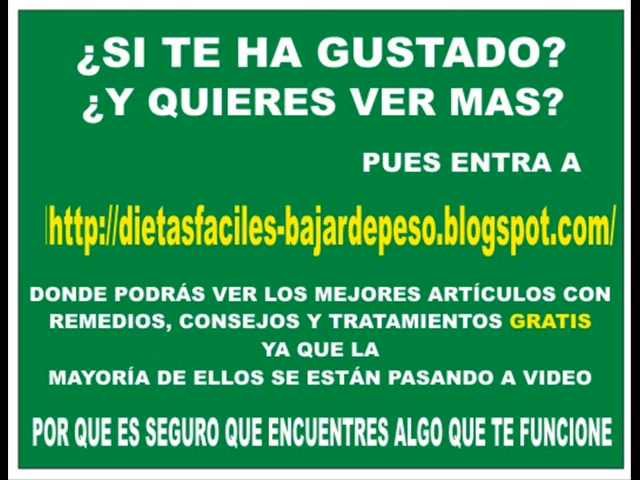 ¿SI TE HA GUSTADO?
¿Y QUIERES VER MAS?
PUES ENTRA A
http://dietasfaciles-bajardepeso.blogspot.com/
DONDE PODRÁS VER LOS MEJORES ARTÍCULOS CON
REMEDIOS, CONSEJOS Y TRATAMIENTOS GRATIS
YA QUE LA
MAYORÍA DE ELLOS SE ESTÁN PASANDO A VIDEO
POR QUE ES SEGURO QUE ENCUENTRES ALGO QUE TE FUNCIONE